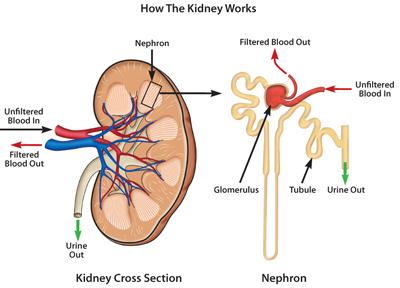 How The Kidney Works
Nephron
Filtered Blood Out
Unfiltered
Blood In
Unfiltered
Blood In
Filtered
Blood Out
Glomerulus
Tubule
Urine Out
Urine
Out
Kidney Cross Section
Nephron